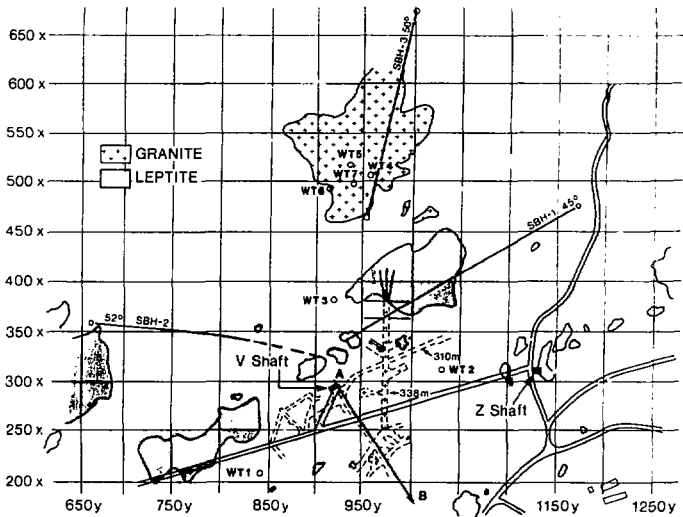 650 x
600 x
550 x
500 x
450 x
400 x
350 x
300 x
250 x
200 x
SBH-3,50°
GRANITE
LEPTITE
WT5
WT4
WT7
WT6
SBH-1, 45°
WT3
52° SBH-2
V Shaft
A
310m
WT2
338m
Z Shaft
WT1
B
650y
750y
850y
950y
1150y
1250y